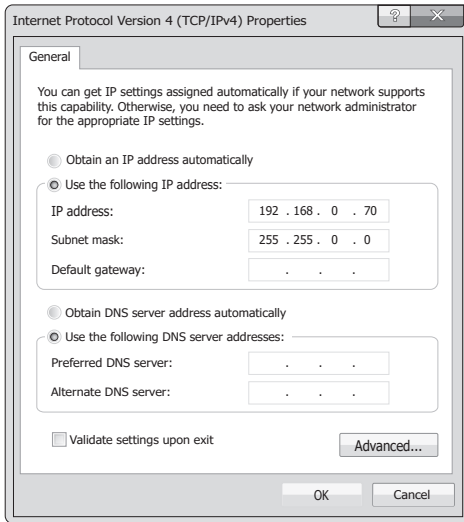 Internet Protocol Version 4 (TCP/IPv4) Properties
General
You can get IP settings assigned automatically if your network supports
this capability. Otherwise, you need to ask your network administrator
for the appropriate IP settings.
Obtain an IP address automatically
Use the following IP address:
IP address: 192 . 168 . 0 . 70
Subnet mask: 255 . 255 . 0 . 0
Default gateway: . . .
Obtain DNS server address automatically
Use the following DNS server addresses:
Preferred DNS server: . . .
Alternate DNS server: . . .
Validate settings upon exit
Advanced...
OK Cancel